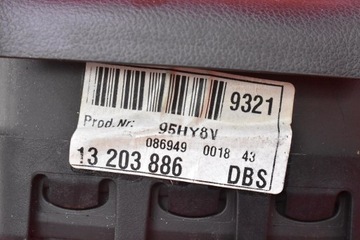 9321
Prod. Nr: 95HY8V
086949 0018 43
13 203 886 DBS